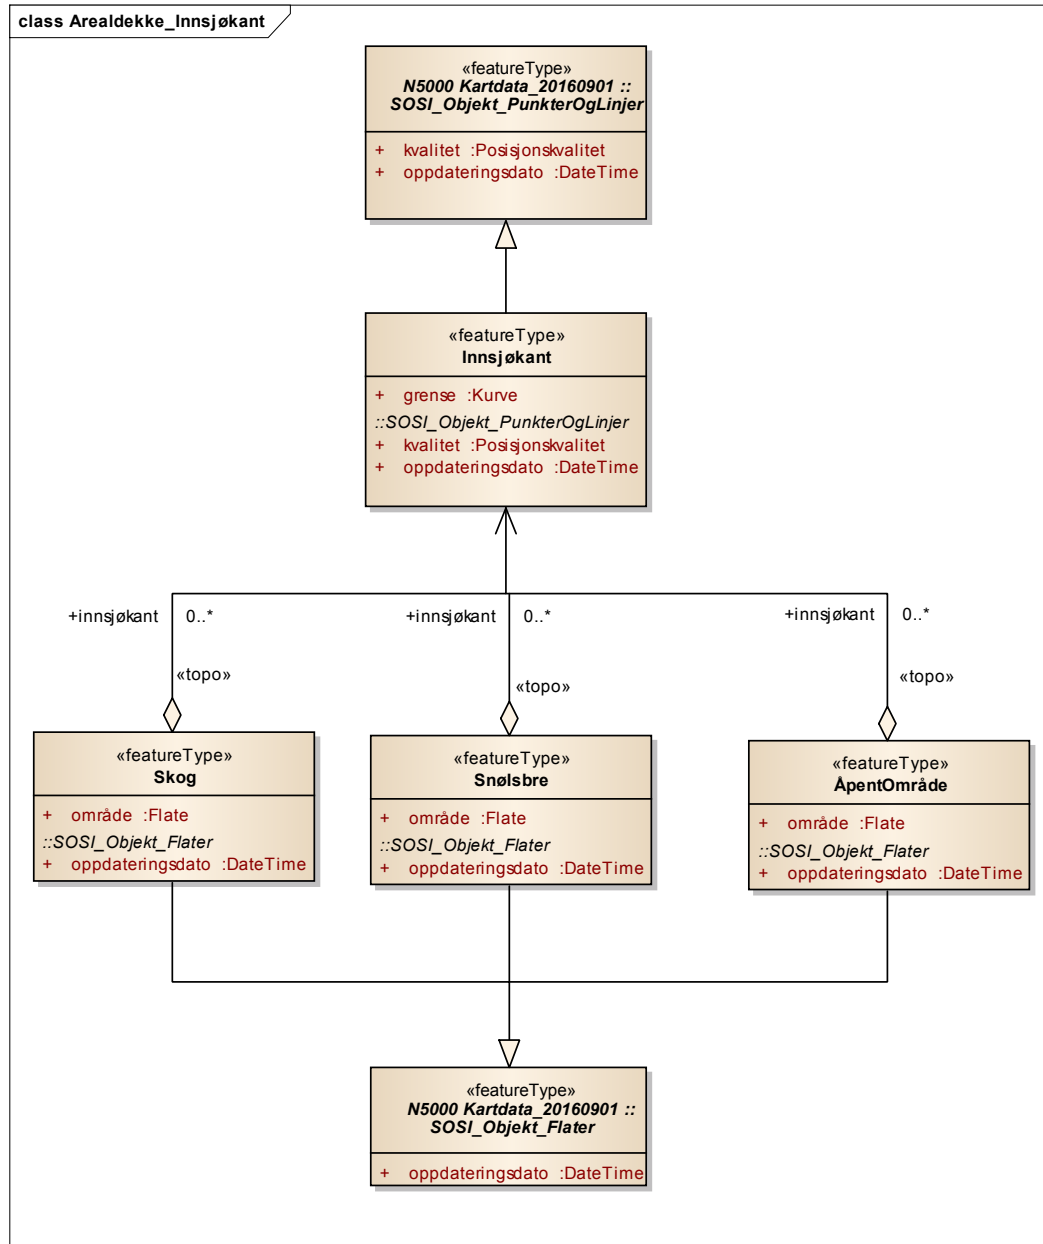 class Arealdekke_Innsjøkant
«featureType»
N5000 Kartdata_20160901 ::
SOSI_Objekt_PunkterOgLinjer
+ kvalitet :Posisjonskvalitet
+ oppdateringsdato :DateTime
«featureType»
Innsjøkant
+ grense :Kurve
::SOSI_Objekt_PunkterOgLinjer
+ kvalitet :Posisjonskvalitet
+ oppdateringsdato :DateTime
+innsjøkant 0..*
+innsjøkant 0..*
+innsjøkant 0..*
«topo»
«topo»
«topo»
«featureType»
Skog
+ område :Flate
::SOSI_Objekt_Flater
+ oppdateringsdato :DateTime
«featureType»
Snølsbre
+ område :Flate
::SOSI_Objekt_Flater
+ oppdateringsdato :DateTime
«featureType»
ÅpentOmråde
+ område :Flate
::SOSI_Objekt_Flater
+ oppdateringsdato :DateTime
«featureType»
N5000 Kartdata_20160901 ::
SOSI_Objekt_Flater
+ oppdateringsdato :DateTime